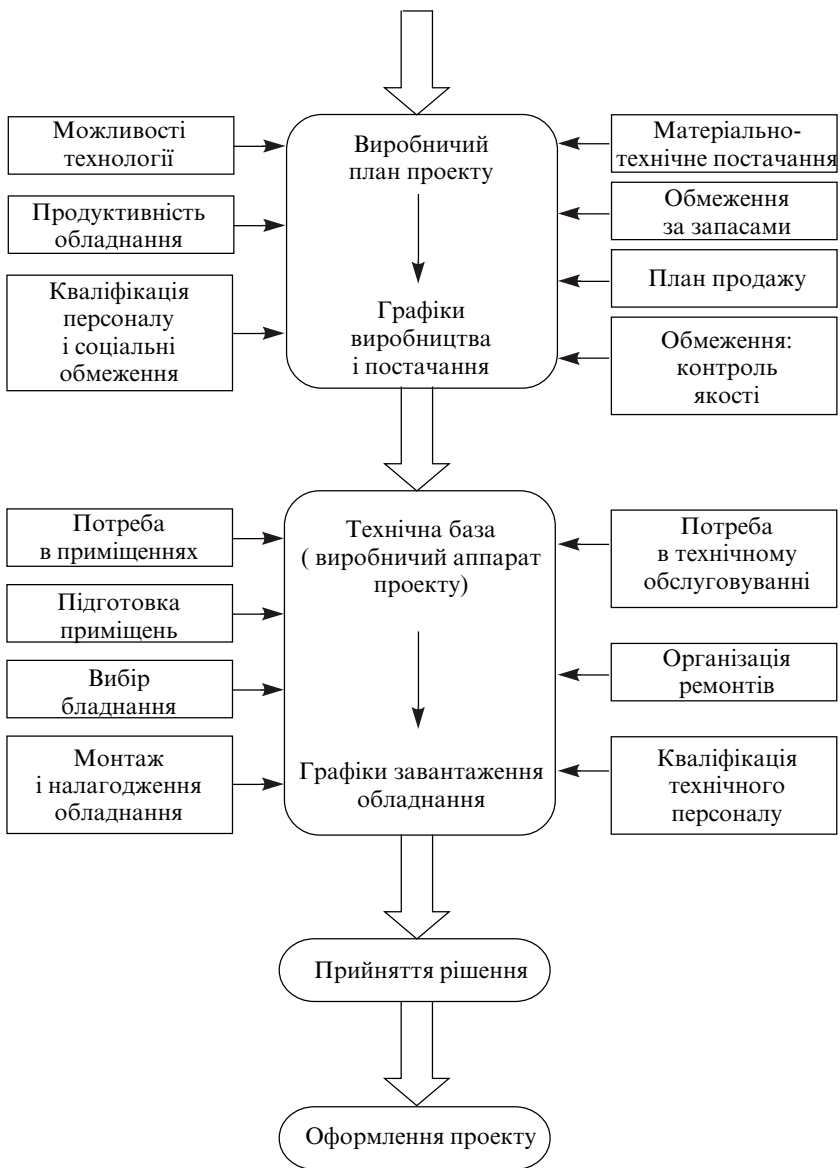 Можливості
технології
Продуктивність
обладнання
Кваліфікація
персоналу
і соціальні
обмеження
Виробничий
план проекту
Графіки
виробництва
і постачання
Матеріально-
технічне постачання
Обмеження
за запасами
План продажу
Обмеження:
контроль
якості
Потреба
в приміщеннях
Підготовка
приміщень
Вибір
бладнання
Монтаж
і налагодження
обладнання
Технічна база
( виробничий аппарат
проекту)
Графіки завантаження
обладнання
Потреба
в технічному
обслуговуванні
Організація
ремонтів
Кваліфікація
технічного
персоналу
Прийняття рішення
Оформлення проекту